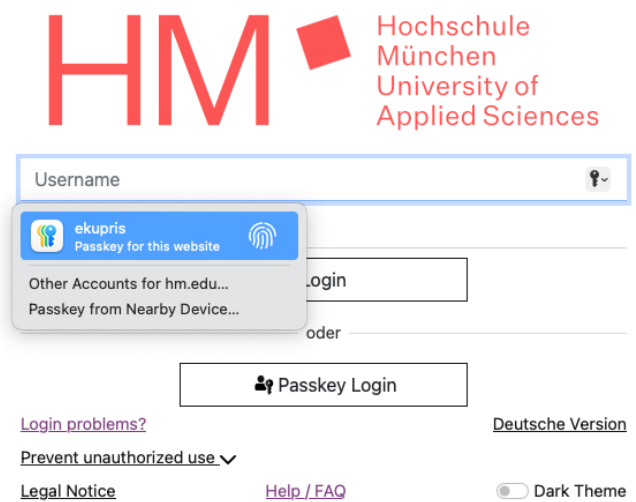 HM
Hochschule
München
University of
Applied Sciences
Username
ekupris
Passkey for this website
Other Accounts for hm.edu...
Passkey from Nearby Device...
Login
oder
Passkey Login
Login problems?
Deutsche Version
Prevent unauthorized use
Legal Notice
Help / FAQ
Dark Theme